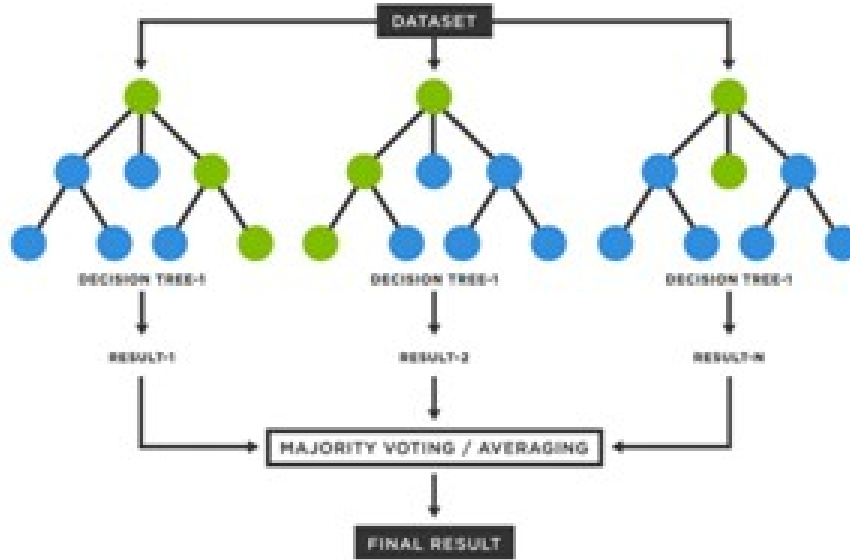 DATASET
DECISION TREE-1
DECISION TREE-1
DECISION TREE-1
RESULT-1
RESULT-2
RESULT-N
MAJORITY VOTING / AVERAGING
FINAL RESULT